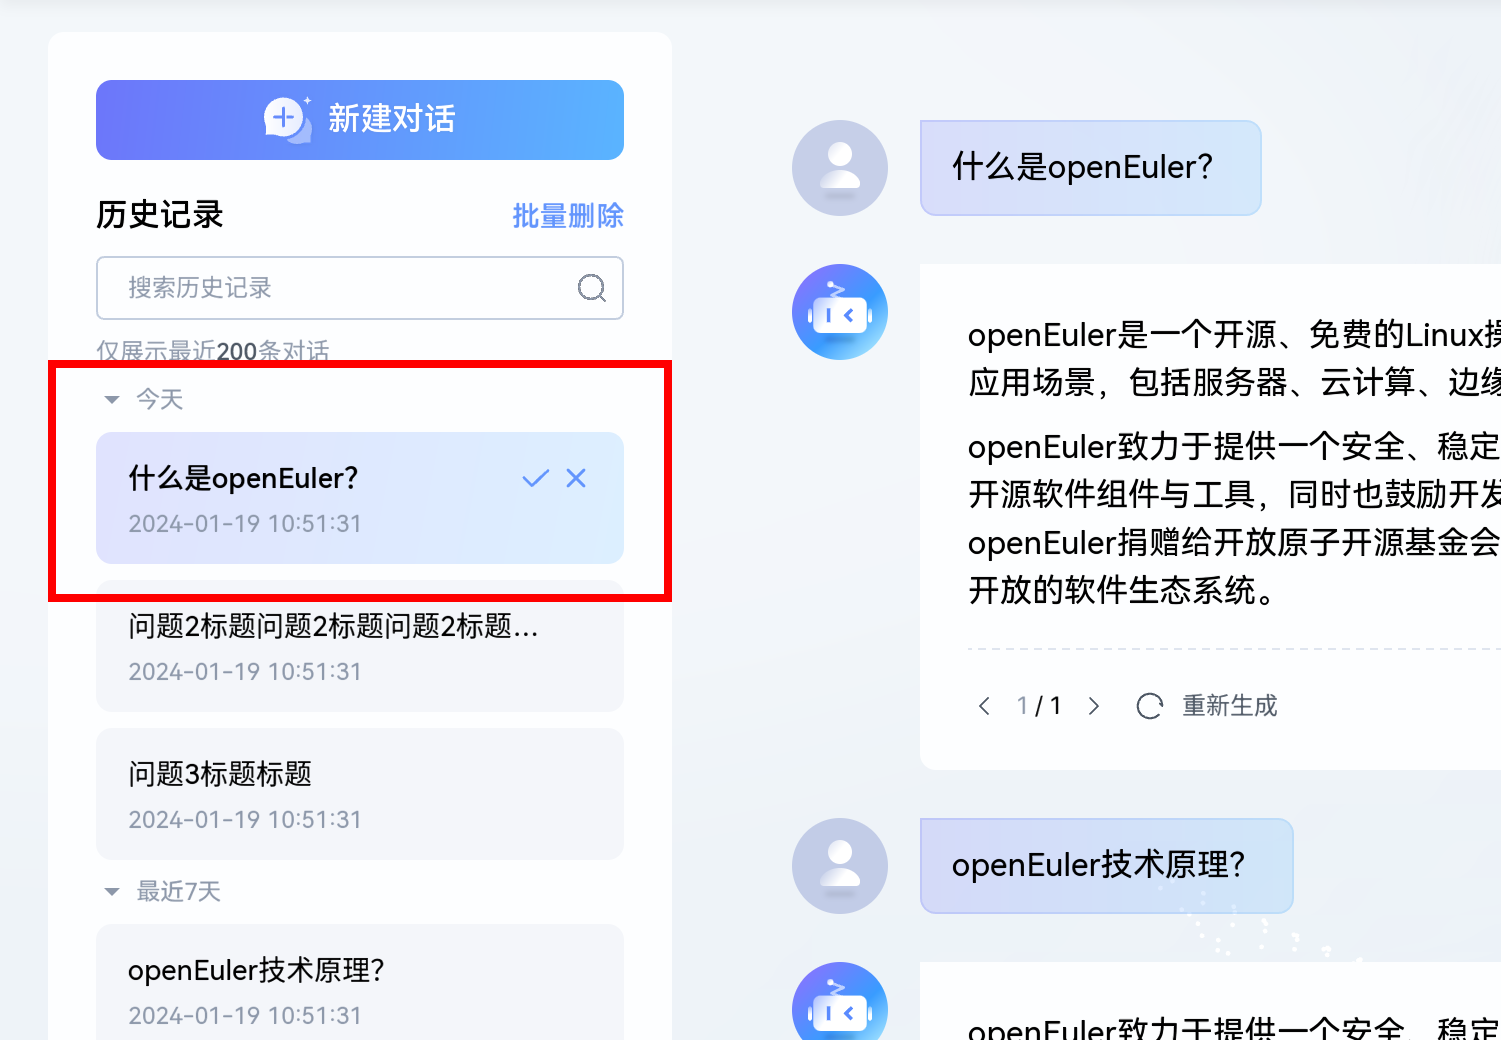 新建对话
历史记录
批量删除
搜索历史记录
仅展示最近200条对话
今天
什么是openEuler?
2024-01-19 10:51:31
问题2标题问题2标题问题2标题...
2024-01-19 10:51:31
问题3标题标题
2024-01-19 10:51:31
最近7天
openEuler技术原理?
2024-01-19 10:51:31
什么是openEuler?
openEuler是一个开源、免费的Linux操
应用场景，包括服务器、云计算、边缘
openEuler致力于提供一个安全、稳定
开源软件组件与工具，同时也鼓励开发
openEuler捐赠给开放原子开源基金会
开放的软件生态系统。
1 / 1
重新生成
openEuler技术原理?
openEuler致力于提供一个安全、稳定